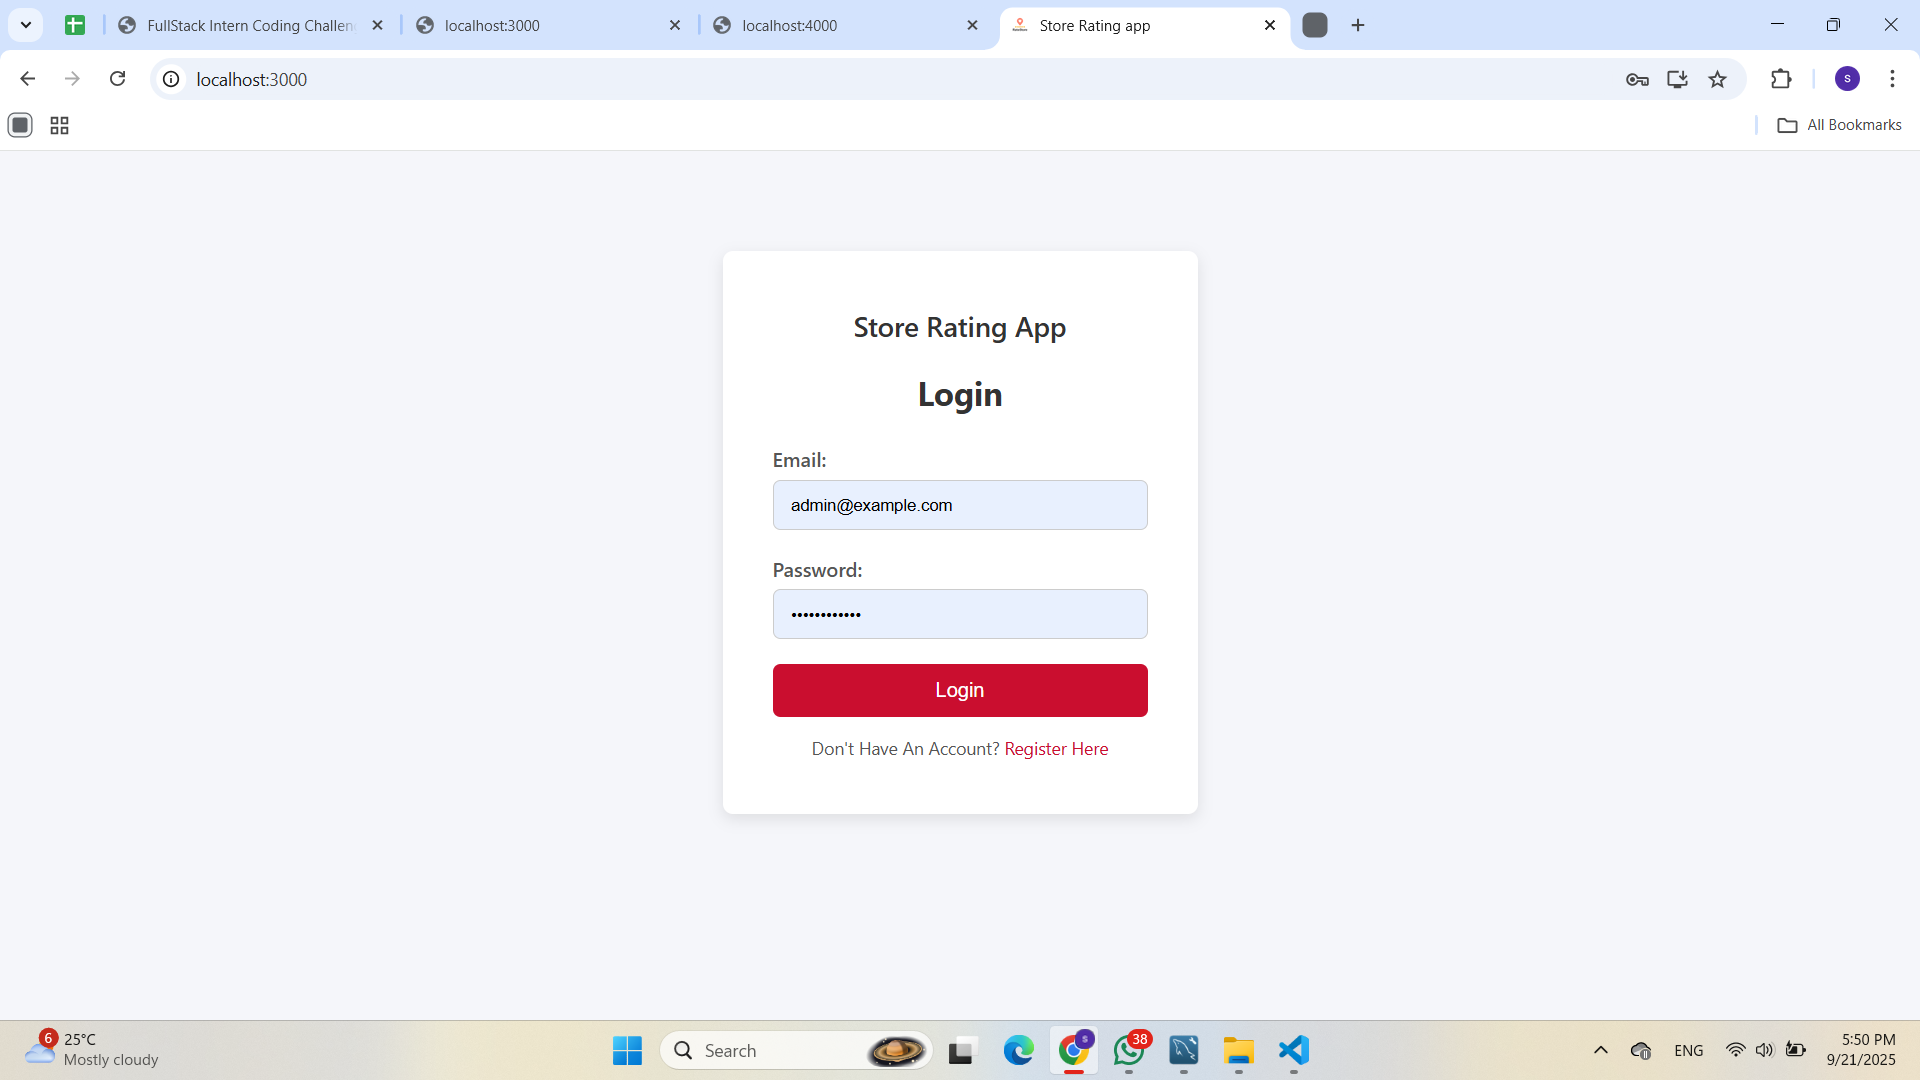 FullStack Intern Coding Challen
localhost:3000
localhost:4000
Store Rating app
localhost:3000
S
All Bookmarks
Store Rating App
Login
Email:
admin@example.com
Password:
••••••••••••
Login
Don't Have An Account? Register Here
6
25°C
Mostly cloudy
Search
S
38
ENG
5:50 PM
9/21/2025